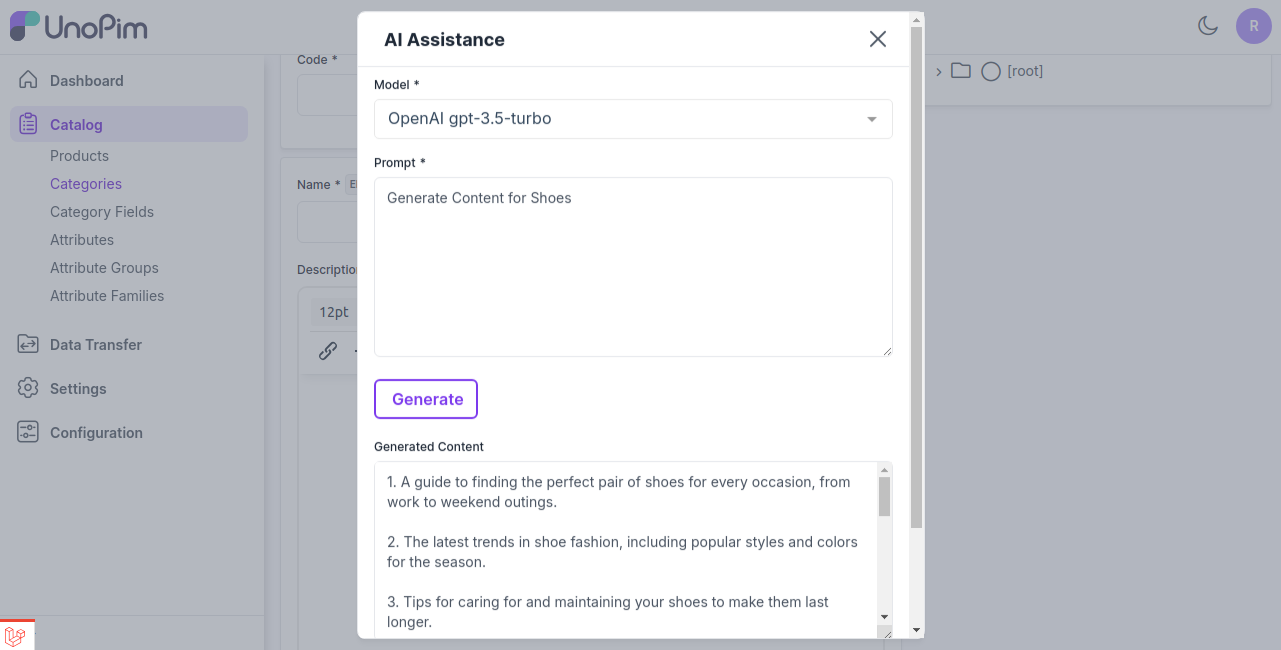 UnoPim
R
Dashboard
Catalog
Products
Categories
Category Fields
Attributes
Attribute Groups
Attribute Families
Data Transfer
Settings
Configuration
Code *
Name *
12pt
[root]
AI Assistance
Model *
OpenAI gpt-3.5-turbo
Prompt *
Generate Content for Shoes
Generate
Generated Content
1. A guide to finding the perfect pair of shoes for every occasion, from
work to weekend outings.
2. The latest trends in shoe fashion, including popular styles and colors
for the season.
3. Tips for caring for and maintaining your shoes to make them last
longer.